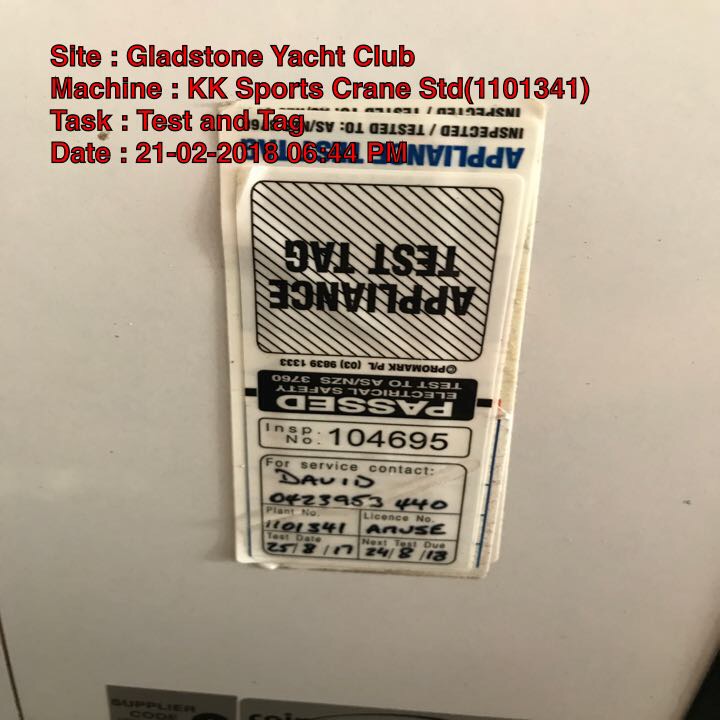 Site : Gladstone Yacht Club
Machine : KK Sports Crane Std(1101341)
Task : Test and Tag
Date : 21-02-2018 06:44 PM
INSPECTED / TESTED TO: AS/NZS
INSPECTED / TESTED TO: AS/NZS 3760
APPLIANCE TEST TAG
APPLIANCE
TEST TAG
©PROMARK P/L (03) 9839 1333
PASSED
ELECTRICAL SAFETY
TEST TO AS/NZS 3760
Insp. No. 104695
For service contact:
DAVID
0423953 440
Plant No. Licence No.
1101341 AMUSE
Test Date Next Test Due
25/8/17 24/8/18
SUPPLIER
CODE